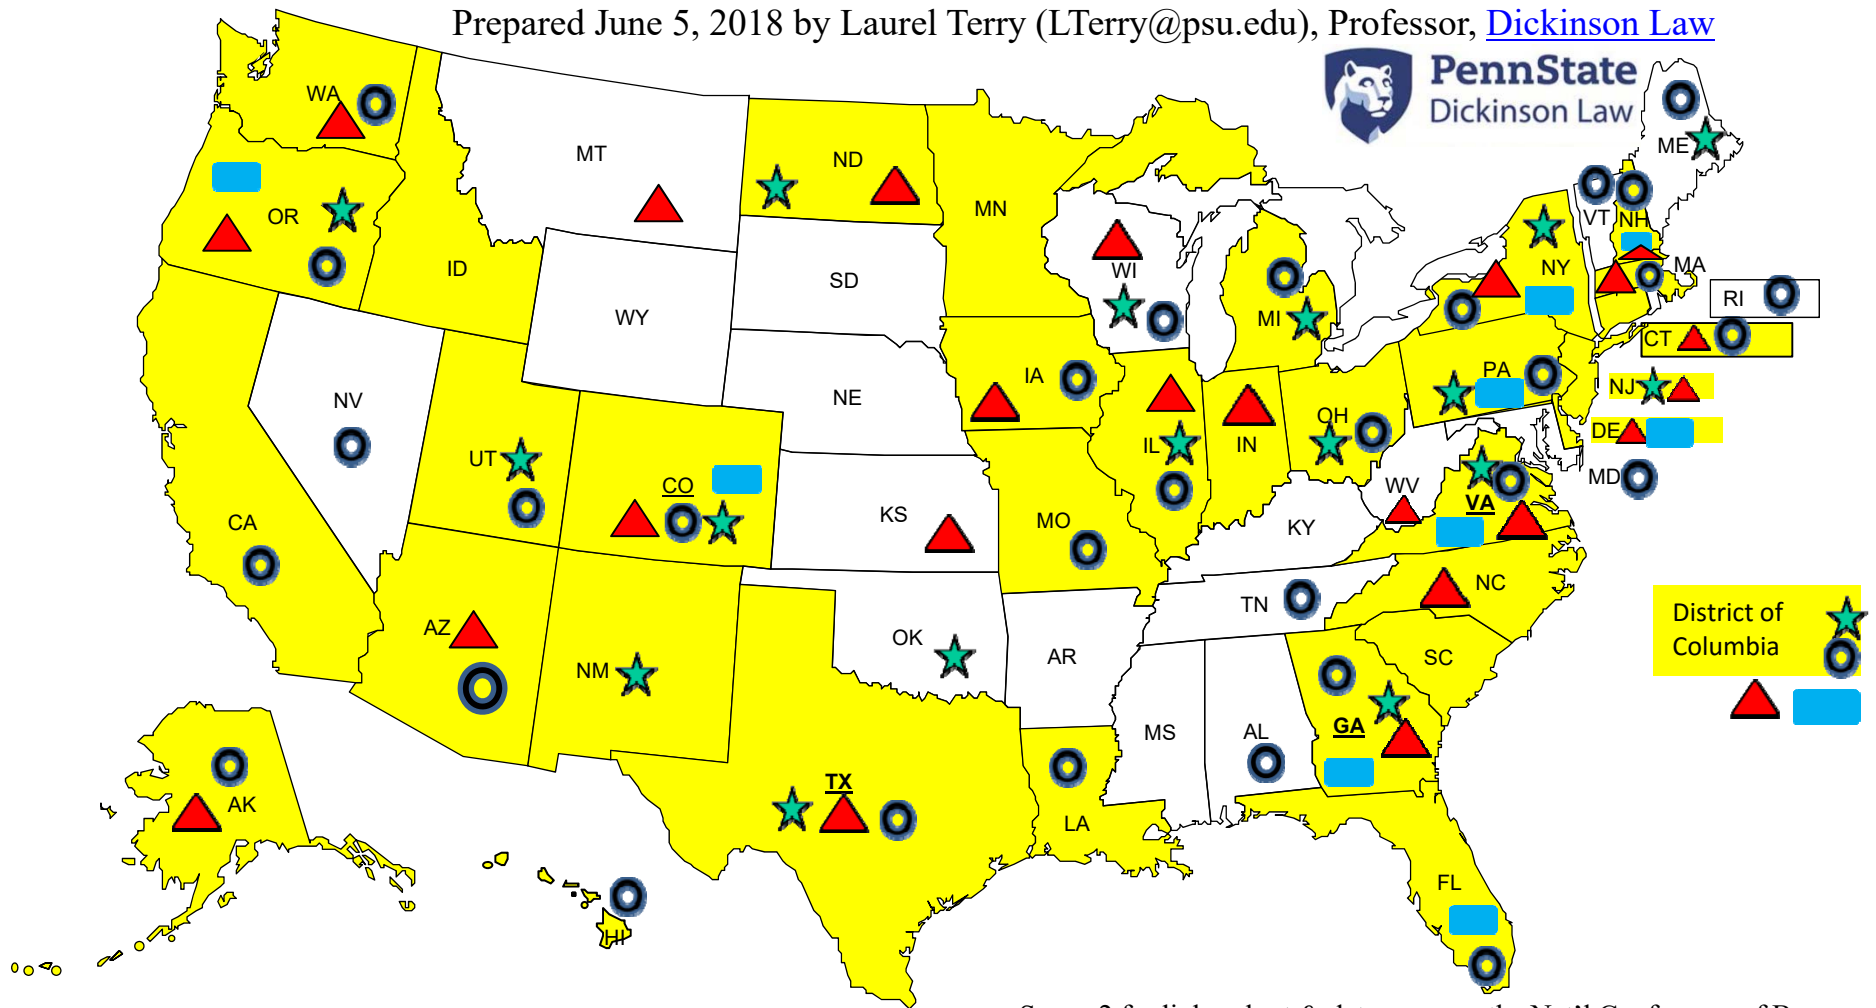 Prepared June 5, 2018 by Laurel Terry (LTerry@psu.edu), Professor, Dickinson Law
PennState
Dickinson Law
WA
MT
ND
MN
ME
OR
ID
WI
VT
NH
SD
NY
MA
WY
MI
RI
CT
NV
NE
IA
PA
NJ
UT
CO
IL
IN
OH
DE
MD
CA
KS
MO
KY
WV
VA
AZ
NM
OK
AR
TN
NC
SC
District of
Columbia
MS
AL
GA
AK
TX
LA
FL
HI